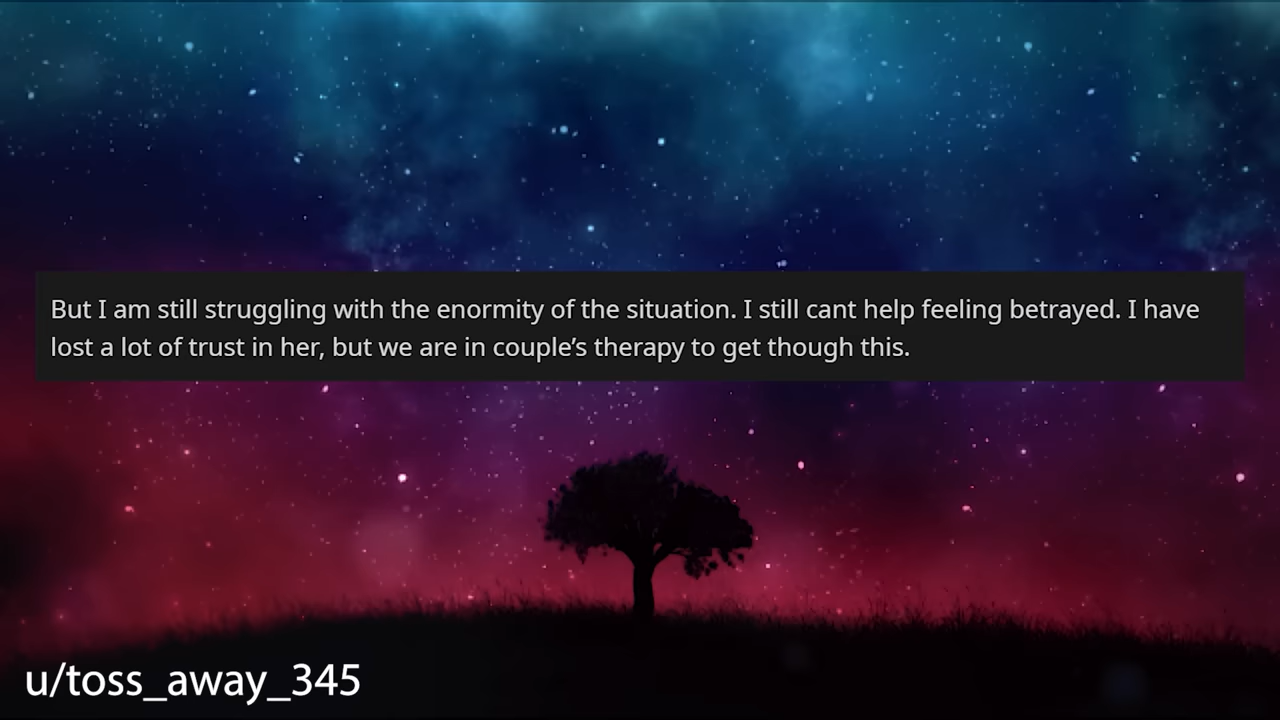 But I am still struggling with the enormity of the situation. I still cant help feeling betrayed. I have
lost a lot of trust in her, but we are in couple’s therapy to get though this.
u/toss_away_345